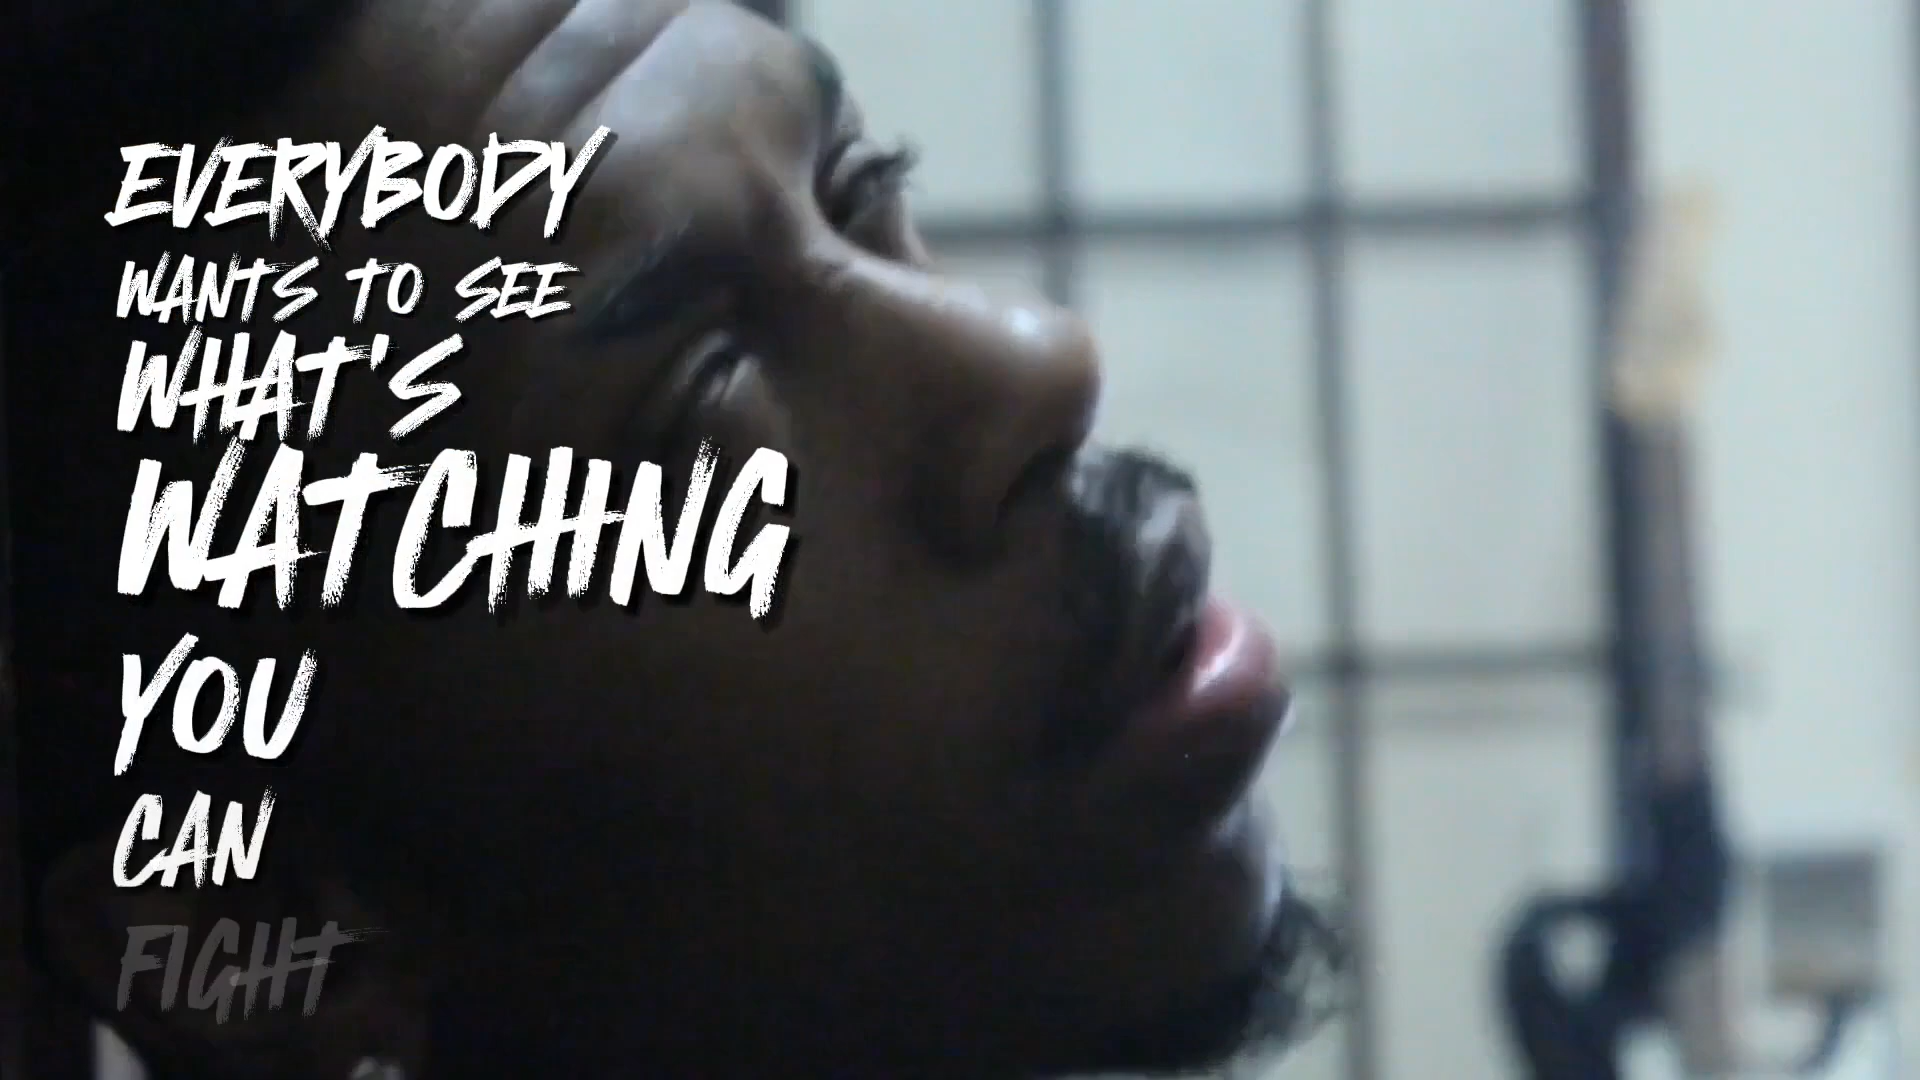 EVERYBODY
WANTS TO SEE
WHAT'S
WATCHING
YOU
CAN
FIGHT